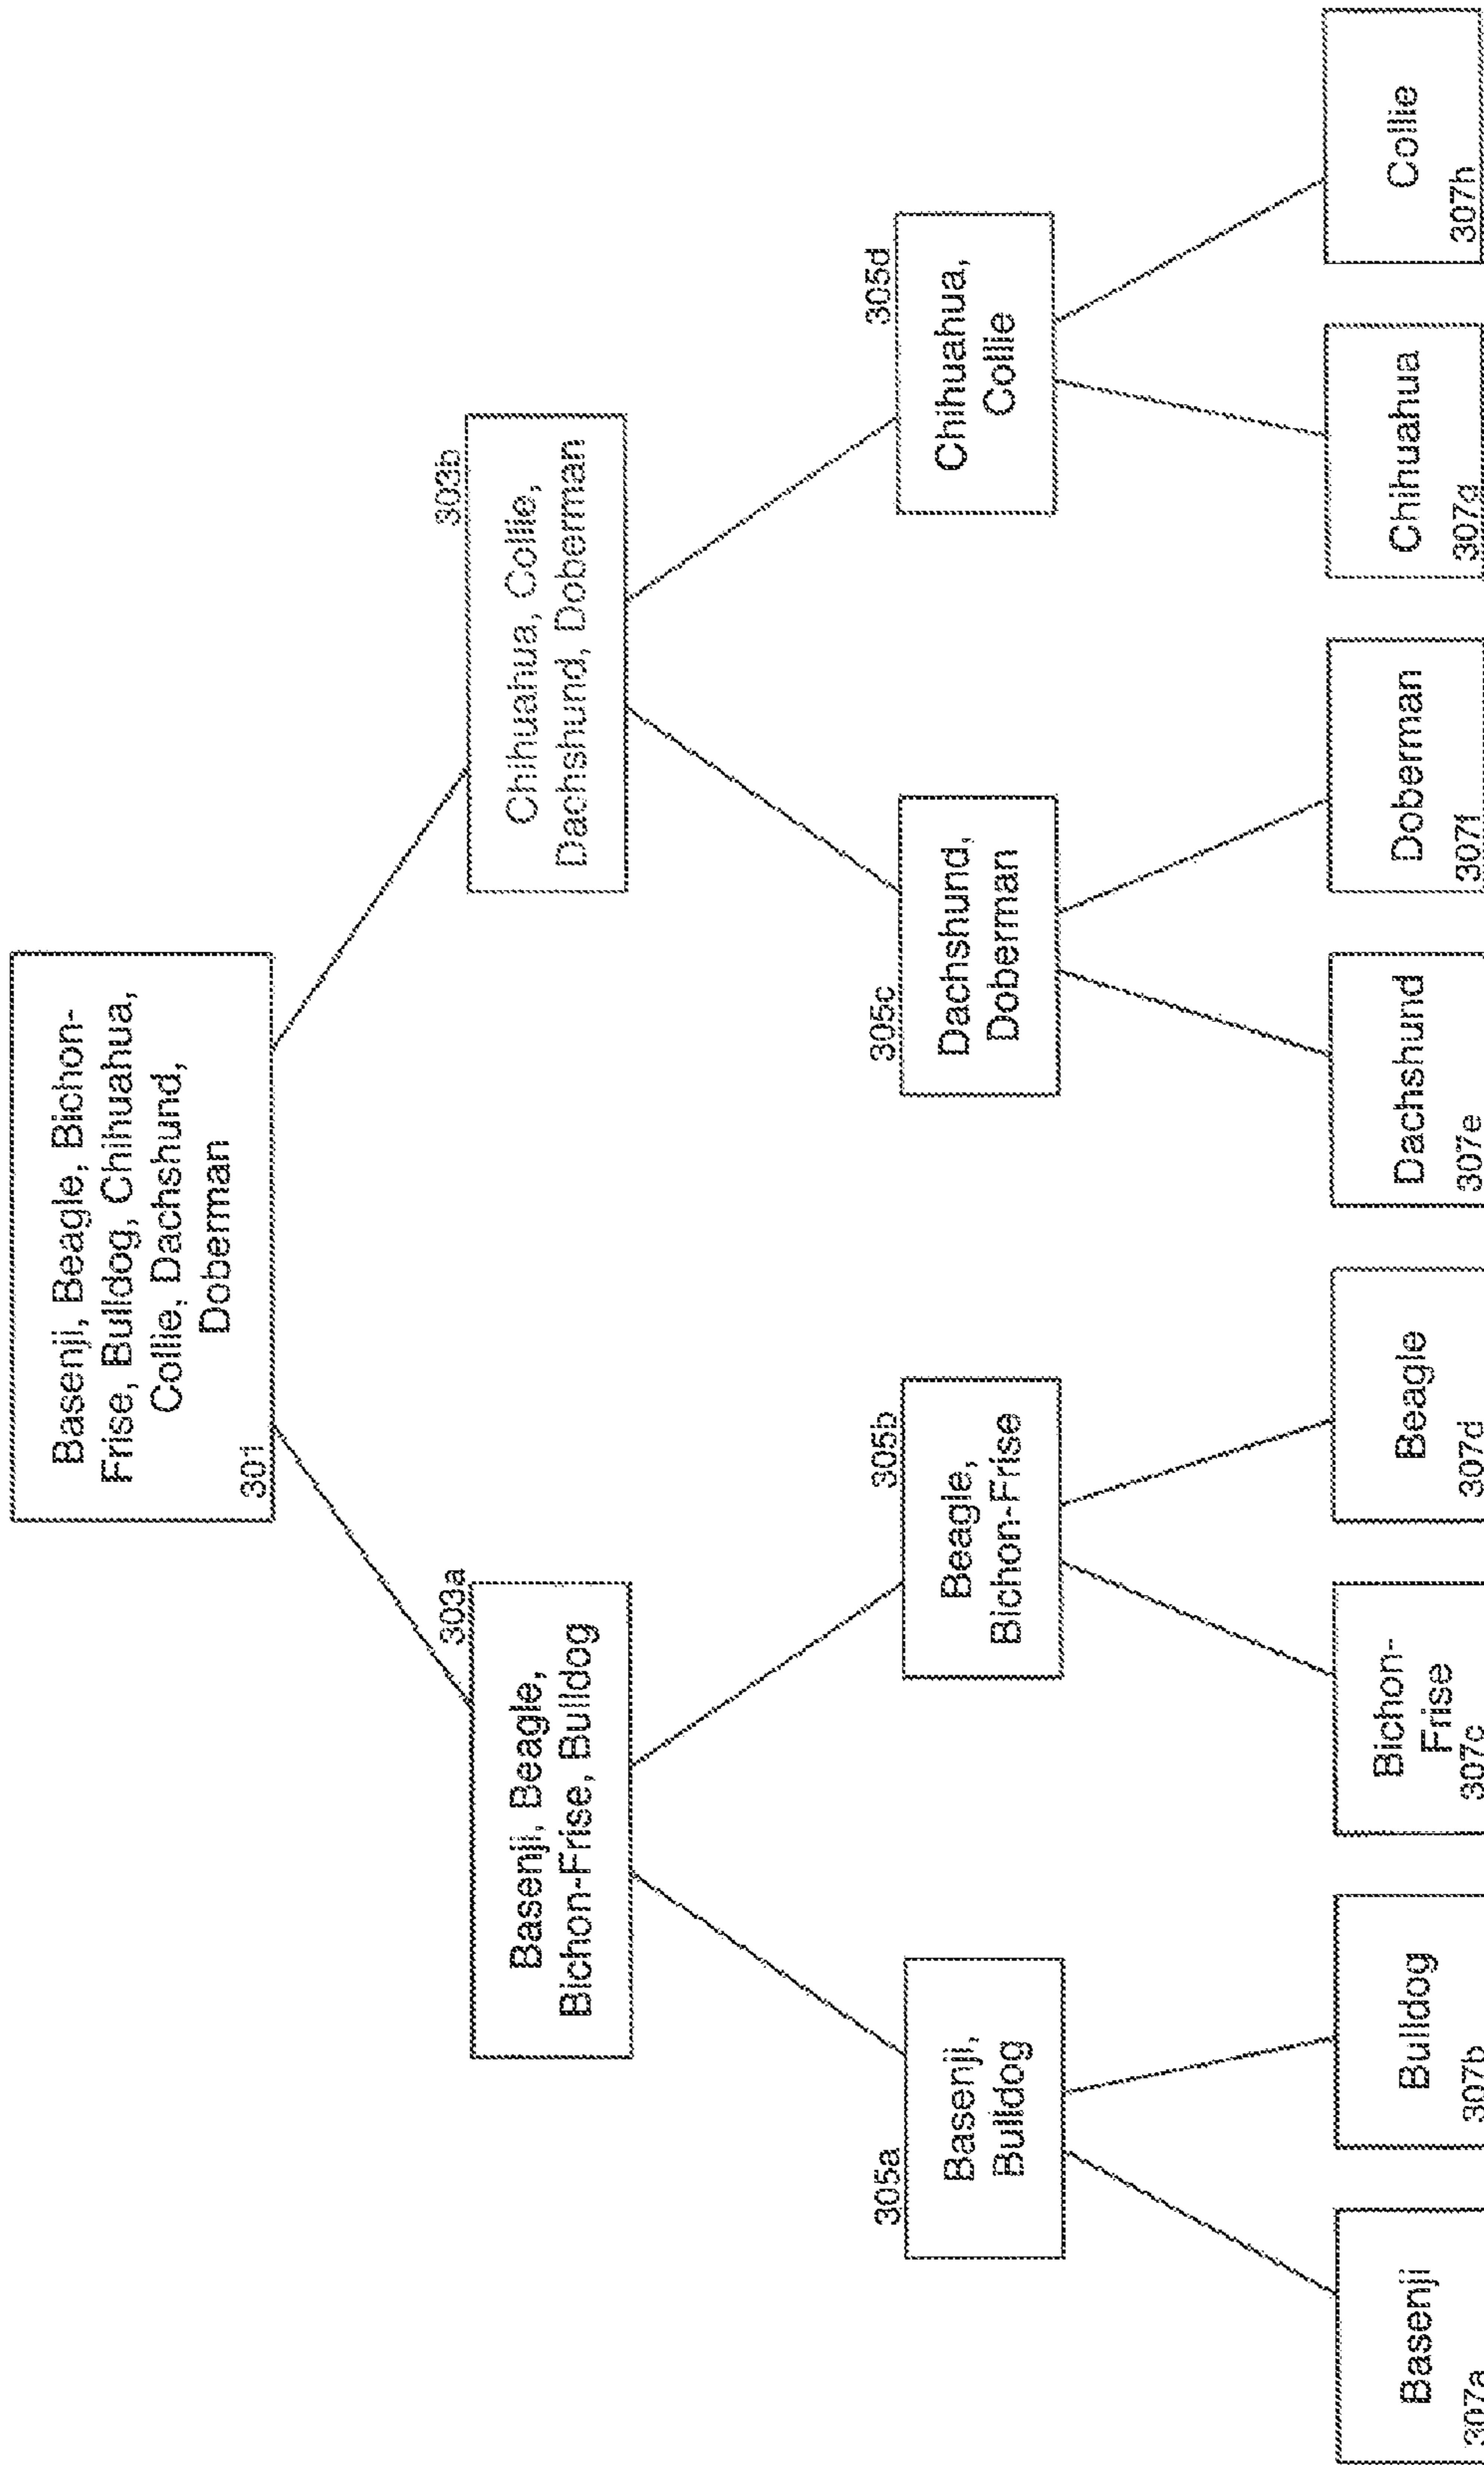 Basenji, Beagle, Bichon-
Frise, Bulldog, Chihuahua,
Collie, Dachshund,
Doberman
301
303a
Basenji, Beagle,
Bichon-Frise, Bulldog
303b
Chihuahua, Collie,
Dachshund, Doberman
305a
Basenji,
Bulldog
305b
Beagle,
Bichon-Frise
305c
Dachshund,
Doberman
305d
Chihuahua,
Collie
Basenji
307a
Bulldog
307b
Bichon-
Frise
307c
Beagle
307d
Dachshund
307e
Doberman
307f
Chihuahua
307g
Collie
307h